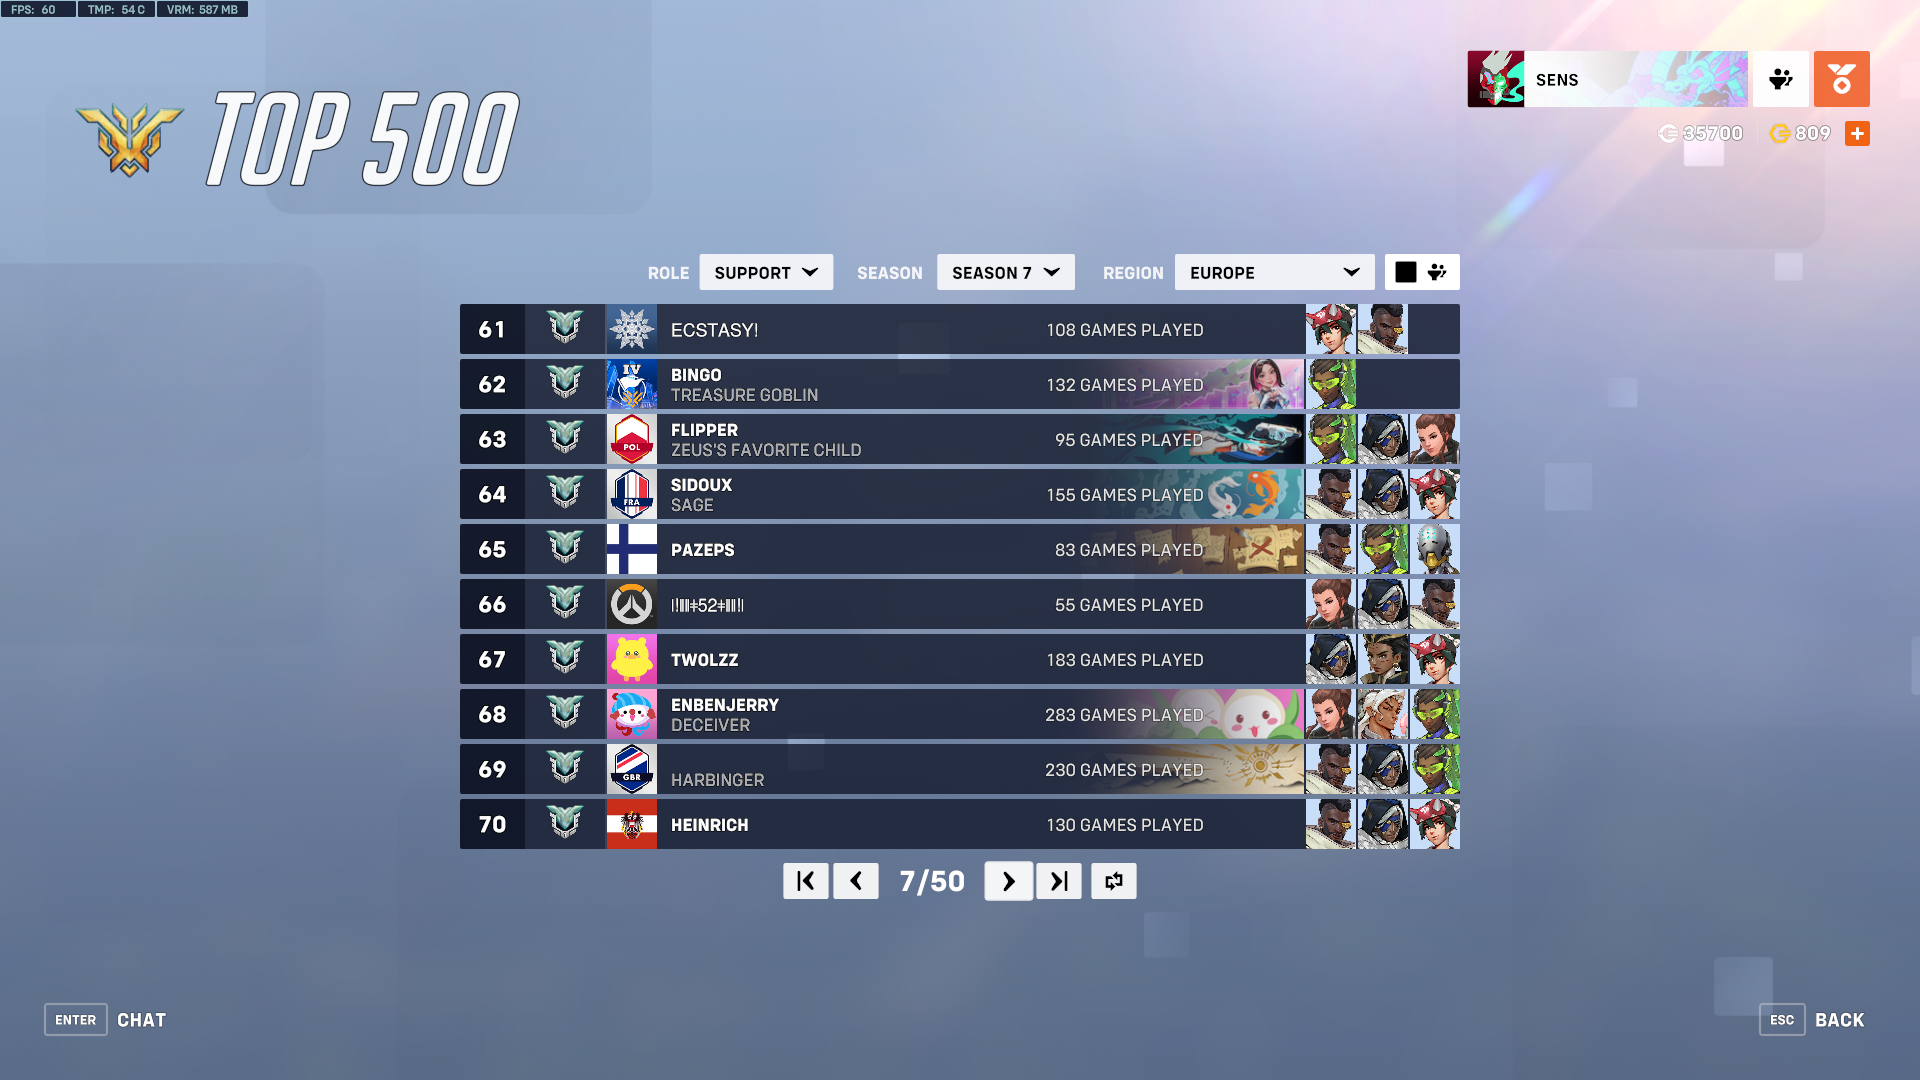 FPS: 60 TMP: 54 C VRM: 587 MB
TOP 500
SENS
35700 809
ROLE SUPPORT SEASON SEASON 7 REGION EUROPE
61 ECSTASY! 108 GAMES PLAYED
62 IV BINGO 132 GAMES PLAYED
TREASURE GOBLIN
63 POL FLIPPER 95 GAMES PLAYED
ZEUS'S FAVORITE CHILD
64 FRA SIDOUX 155 GAMES PLAYED
SAGE
65 PAZEPS 83 GAMES PLAYED
66 55 GAMES PLAYED
67 TWOLZZ 183 GAMES PLAYED
68 ENBENJERRY 283 GAMES PLAYED
DECEIVER
69 GBR HARBINGER 230 GAMES PLAYED
70 HEINRICH 130 GAMES PLAYED
7/50
ENTER CHAT
ESC BACK